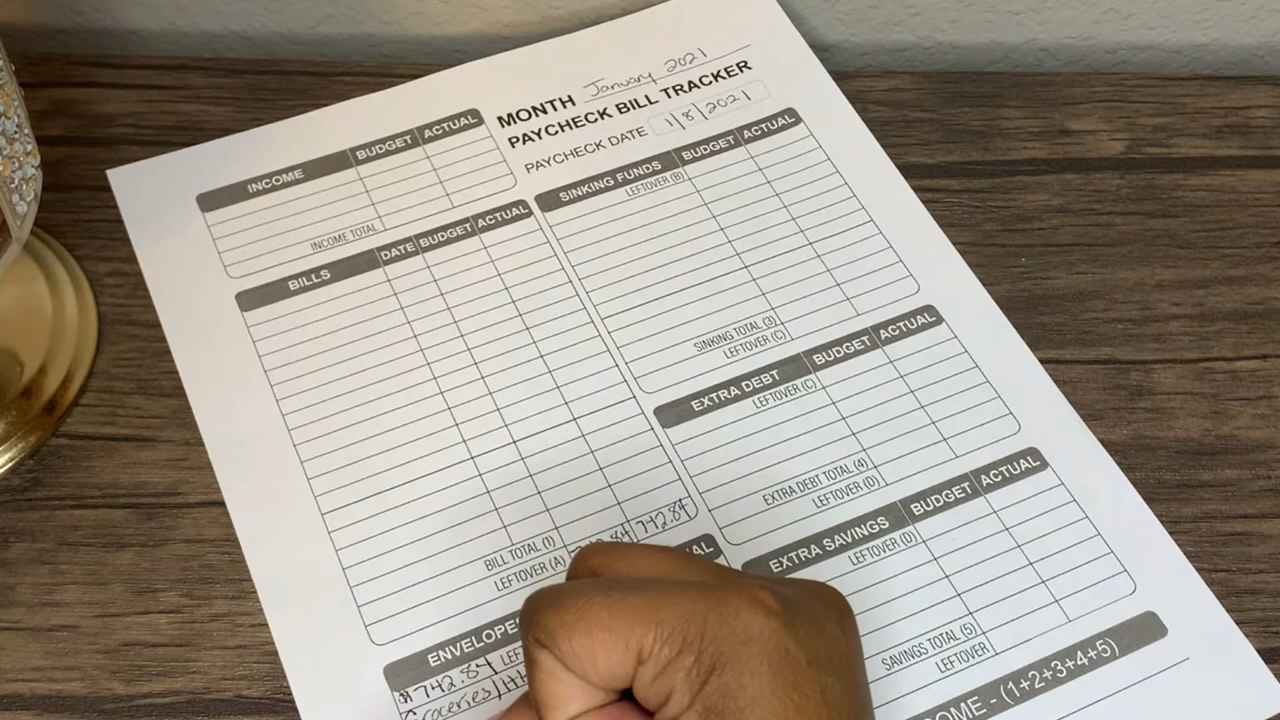 MONTH January 2021
PAYCHECK BILL TRACKER
PAYCHECK DATE 1/8/2021
INCOME BUDGET ACTUAL
INCOME TOTAL
BILLS DATE BUDGET ACTUAL
BILL TOTAL (1)
LEFTOVER (A) 742.84
ENVELOPES
$742.84
Groceries/HH
SINKING FUNDS BUDGET ACTUAL
LEFTOVER (B)
SINKING TOTAL (3)
LEFTOVER (C)
EXTRA DEBT BUDGET ACTUAL
LEFTOVER (C)
EXTRA DEBT TOTAL (4)
LEFTOVER (D)
EXTRA SAVINGS BUDGET ACTUAL
LEFTOVER (D)
SAVINGS TOTAL (5)
LEFTOVER
OME - (1+2+3+4+5)